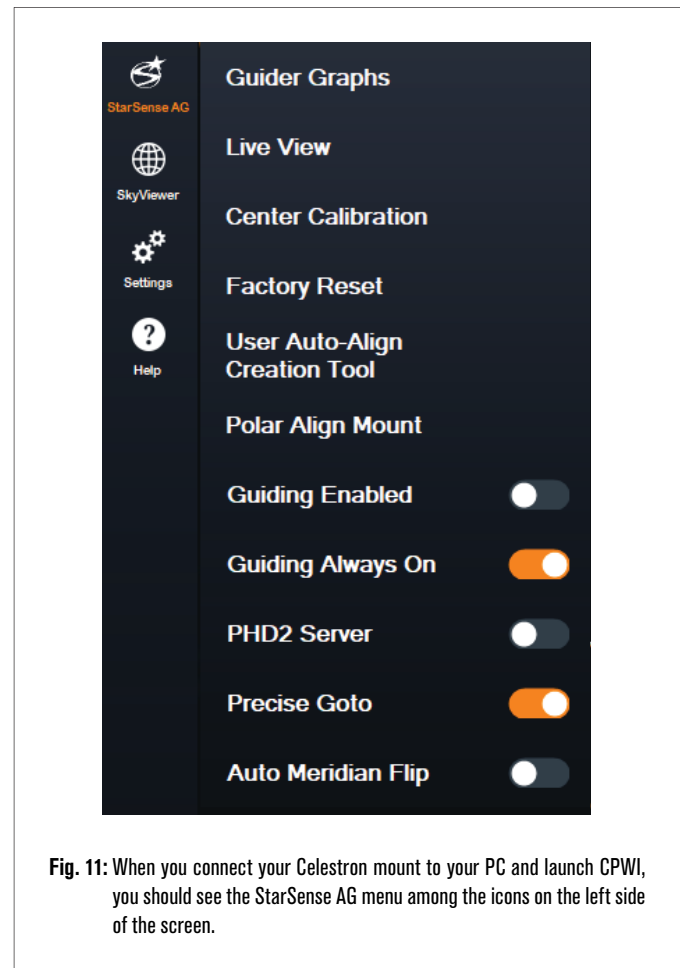 StarSense AG
SkyViewer
Settings
?
Help
Guider Graphs
Live View
Center Calibration
Factory Reset
User Auto-Align
Creation Tool
Polar Align Mount
Guiding Enabled
Guiding Always On
PHD2 Server
Precise Goto
Auto Meridian Flip
Fig. 11: When you connect your Celestron mount to your PC and launch CPWI,
you should see the StarSense AG menu among the icons on the left side
of the screen.